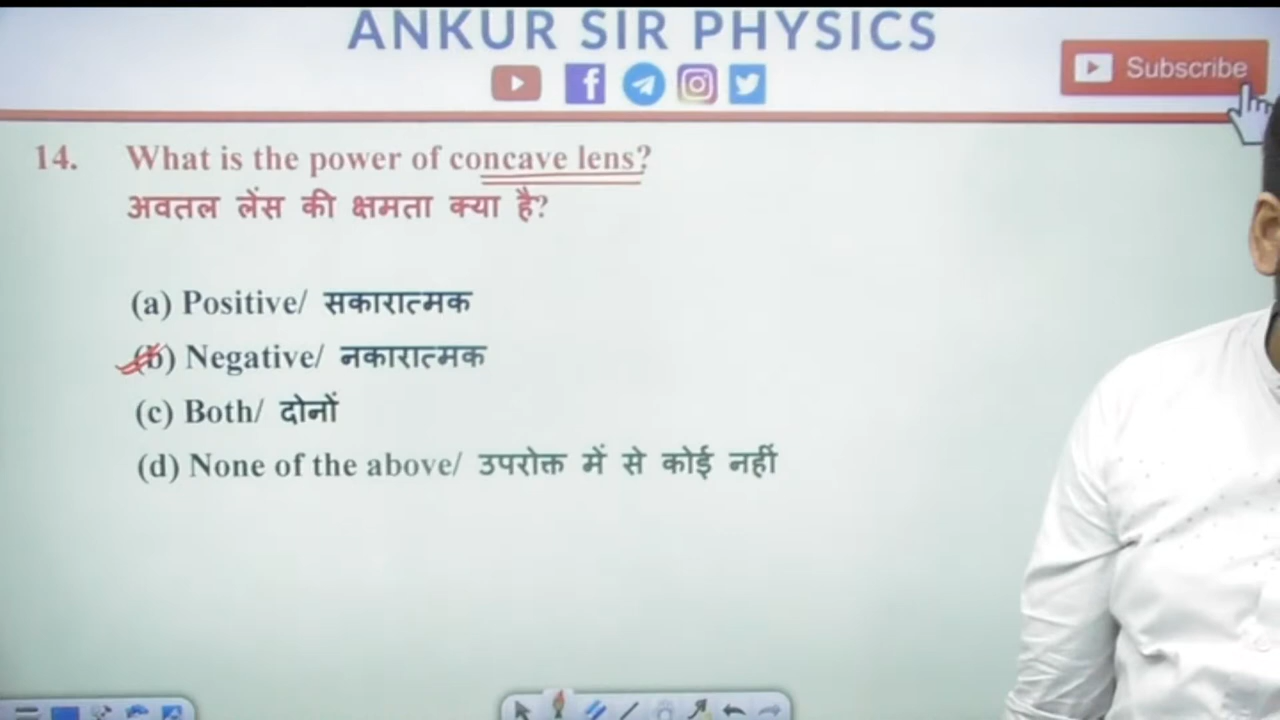 ANKUR SIR PHYSICS
Subscribe
14. What is the power of concave lens?
अवतल लेंस की क्षमता क्या है?
(a) Positive/ सकारात्मक
(b) Negative/ नकारात्मक
(c) Both/ दोनों
(d) None of the above/ उपरोक्त में से कोई नहीं